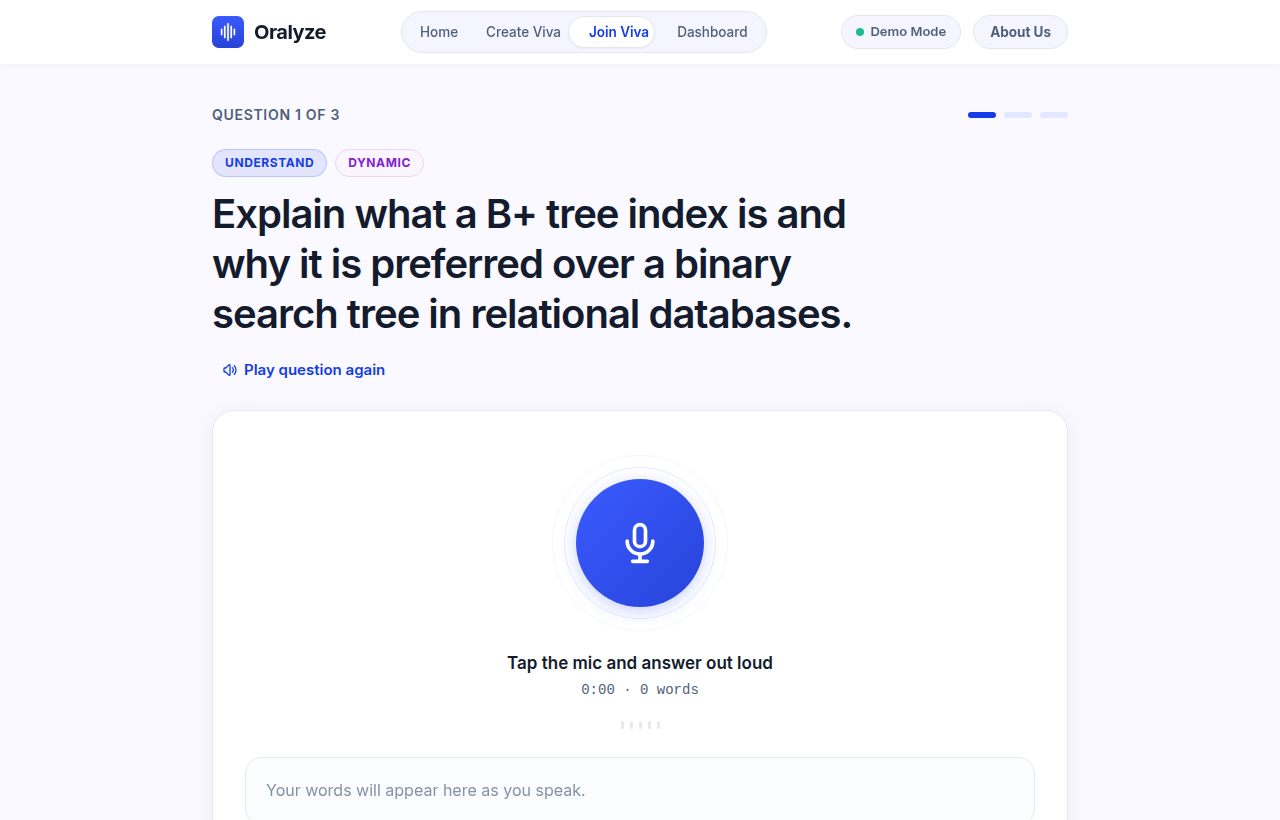 Oralyze
Home
Create Viva
Join Viva
Dashboard
Demo Mode
About Us
QUESTION 1 OF 3
UNDERSTAND
DYNAMIC
Explain what a B+ tree index is and
why it is preferred over a binary
search tree in relational databases.
Play question again
Tap the mic and answer out loud
0:00 · 0 words
Your words will appear here as you speak.